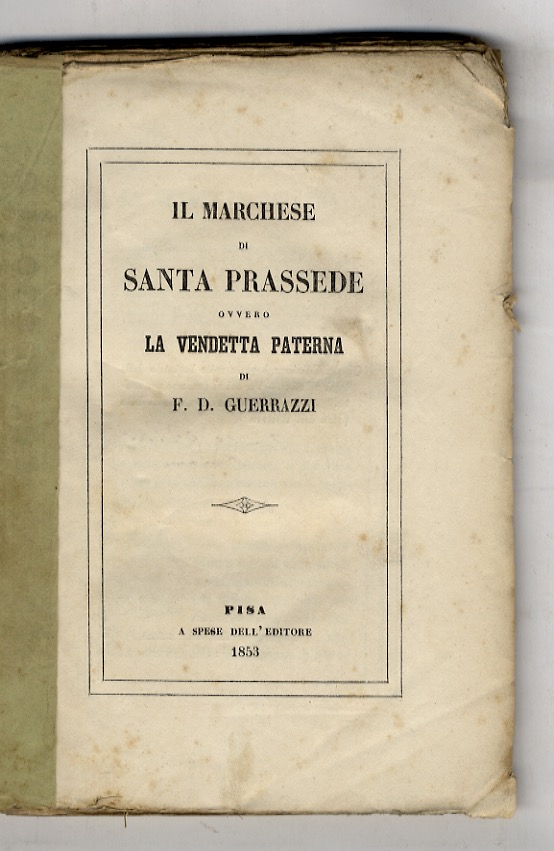 IL MARCHESE
DI
SANTA PRASSEDE
OVVERO
LA VENDETTA PATERNA
DI
F. D. GUERRAZZI
PISA
A SPESE DELL'EDITORE
1853